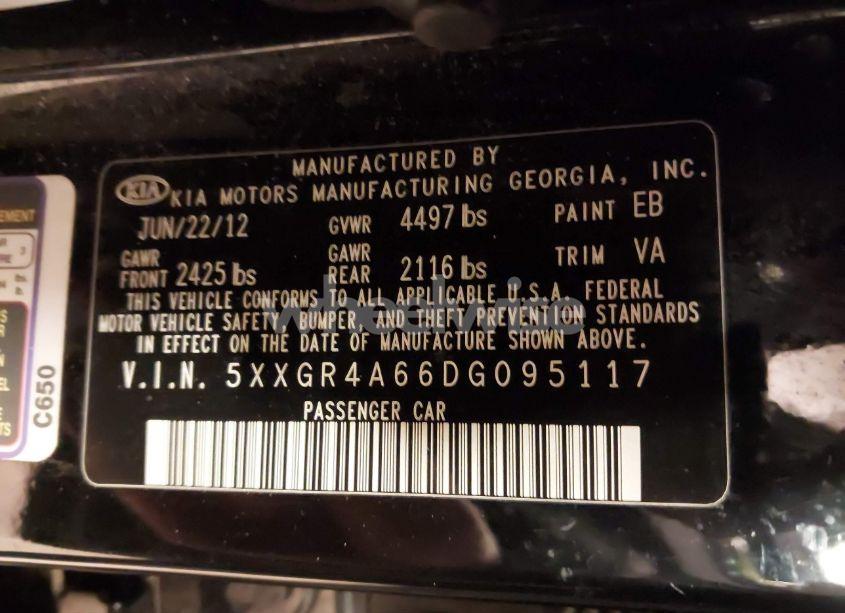 MANUFACTURED BY
KIA KIA MOTORS MANUFACTURING GEORGIA, INC.
JUN/22/12 GVWR 4497 lbs PAINT EB
GAWR FRONT 2425 lbs GAWR REAR 2116 lbs TRIM VA
THIS VEHICLE CONFORMS TO ALL APPLICABLE U.S.A. FEDERAL
MOTOR VEHICLE SAFETY, BUMPER, AND THEFT PREVENTION STANDARDS
IN EFFECT ON THE DATE OF MANUFACTURE SHOWN ABOVE.
V.I.N. 5XXGR4A66DG095117
PASSENGER CAR
C650